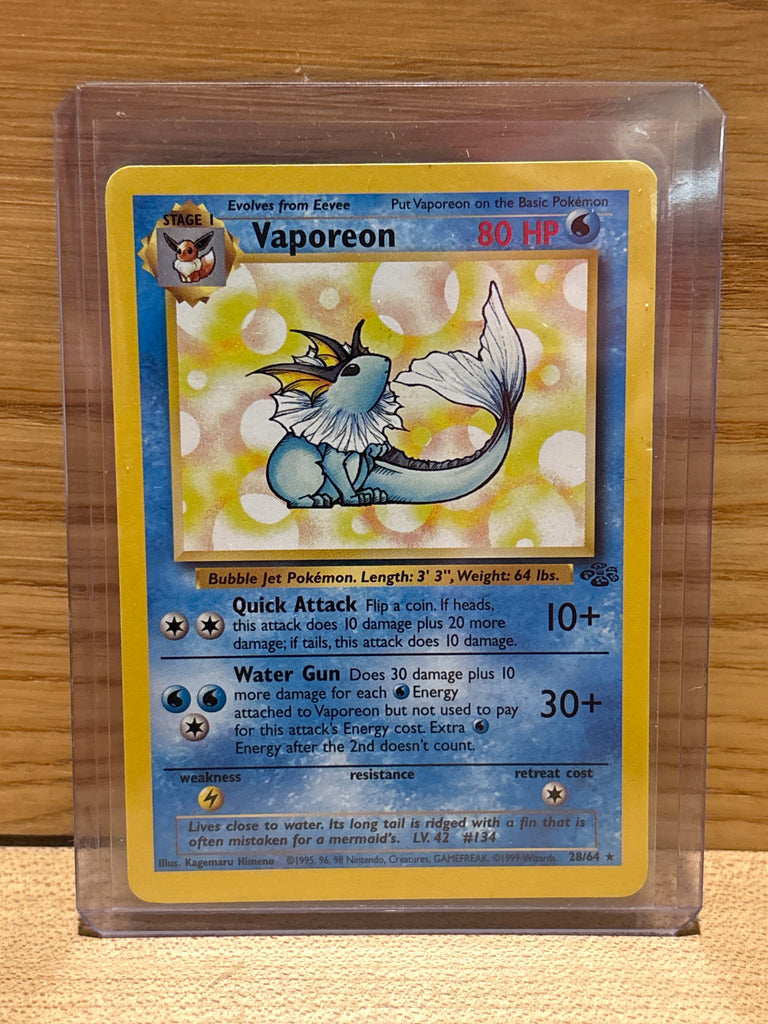 Evolves from Eevee Put Vaporeon on the Basic Pokémon
STAGE 1
Vaporeon 80 HP
Bubble Jet Pokémon. Length: 3' 3", Weight: 64 lbs.
Quick Attack Flip a coin. If heads,
this attack does 10 damage plus 20 more
damage; if tails, this attack does 10 damage.
10+
Water Gun Does 30 damage plus 10
more damage for each Energy
attached to Vaporeon but not used to pay
for this attack's Energy cost. Extra
Energy after the 2nd doesn't count.
30+
weakness resistance retreat cost
Lives close to water. Its long tail is ridged with a fin that is
often mistaken for a mermaid's. LV. 42 #134
Illus. Kagemaru Himeno ©1995, 96, 98 Nintendo, Creatures, GAMEFREAK. ©1999 Wizards. 28/64 ★